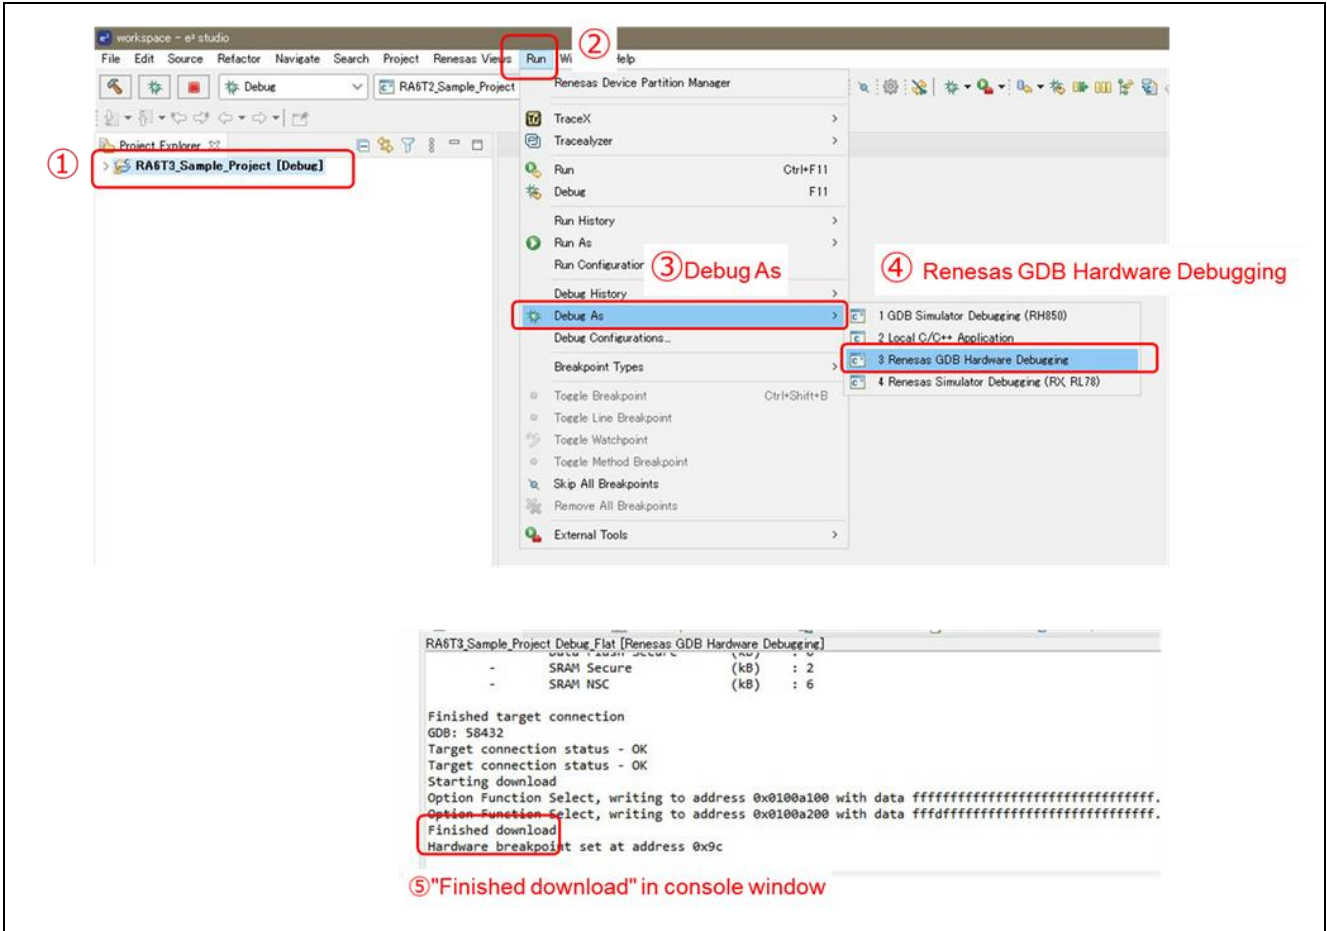 workspace - e² studio
File Edit Source Refactor Navigate Search Project Renesas Views Run Help
②
Debug
RA6T2_Sample_Project
Project Explorer
①
RA6T3_Sample_Project [Debug]
Renesas Device Partition Manager
TraceX
Tracealyzer
Run Ctrl+F11
Debug F11
Run History
Run As
Run Configuration
③Debug As
④ Renesas GDB Hardware Debugging
Debug History
Debug As
Debug Configurations...
Breakpoint Types
Toggle Breakpoint Ctrl+Shift+B
Toggle Line Breakpoint
Toggle Watchpoint
Toggle Method Breakpoint
Skip All Breakpoints
Remove All Breakpoints
External Tools
1 GDB Simulator Debugging (RH850)
2 Local C/C++ Application
3 Renesas GDB Hardware Debugging
4 Renesas Simulator Debugging (RX, RL78)
RA6T3_Sample_Project Debug_Flat [Renesas GDB Hardware Debugging]
- SRAM Secure (kB) : 2
- SRAM NSC (kB) : 6
Finished target connection
GDB: 58432
Target connection status - OK
Target connection status - OK
Starting download
Option Function Select, writing to address 0x0100a100 with data ffffffffffffffffffffffffffffffff.
Option Function Select, writing to address 0x0100a200 with data fffdffffffffffffffffffffffffffff.
Finished download
Hardware breakpoint set at address 0x9c
⑤"Finished download" in console window